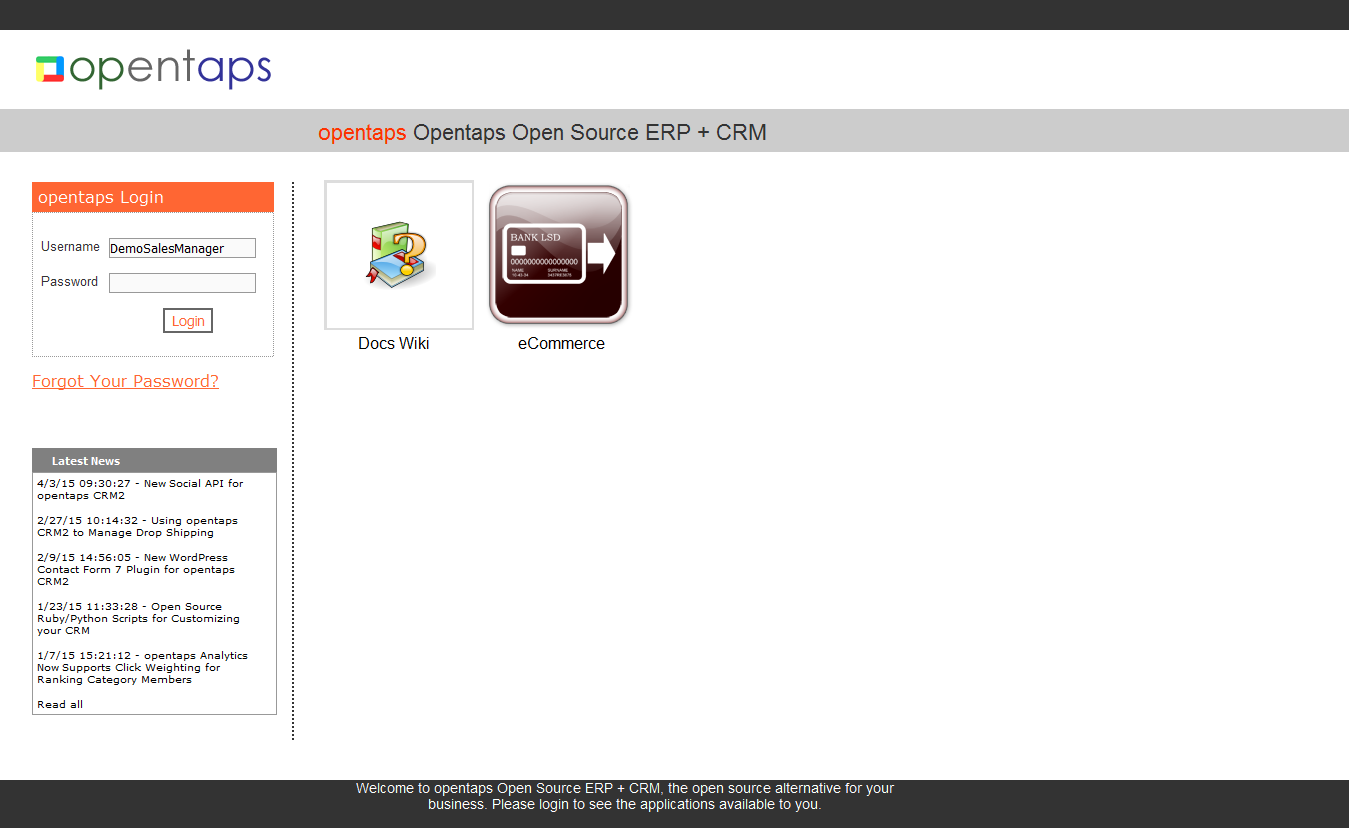 opentaps
opentaps Opentaps Open Source ERP + CRM
opentaps Login
Username DemoSalesManager
Password
Login
Forgot Your Password?
BANK LSD
0000000000000000
NAME SURNAME
Docs Wiki
eCommerce
Latest News
4/3/15 09:30:27 - New Social API for
opentaps CRM2
2/27/15 10:14:32 - Using opentaps
CRM2 to Manage Drop Shipping
2/9/15 14:56:05 - New WordPress
Contact Form 7 Plugin for opentaps
CRM2
1/23/15 11:33:28 - Open Source
Ruby/Python Scripts for Customizing
your CRM
1/7/15 15:21:12 - opentaps Analytics
Now Supports Click Weighting for
Ranking Category Members
Read all
Welcome to opentaps Open Source ERP + CRM, the open source alternative for your
business. Please login to see the applications available to you.